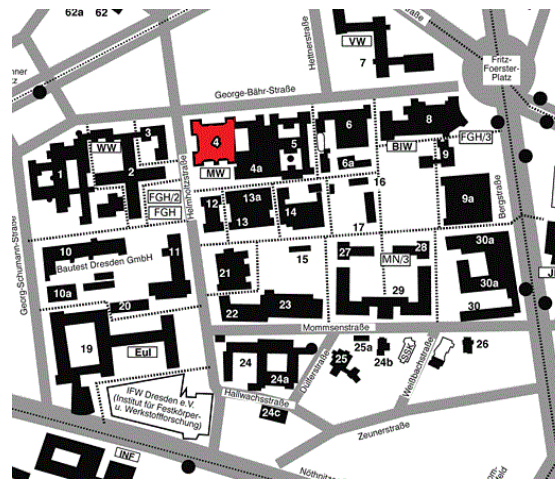 62a 62
Hettnerstraße
VW
7
Fritz-
Foerster-
Platz
George-Bähr-Straße
3
WW
1
2
4
4a
MW
5
6
6a
BIW
8
FGH/3
9
FGH/2
FGH
Helmholtzstraße
12
13a
13
14
16
17
9a
Bergstraße
Georg-Schumann-Straße
10
Bautest Dresden GmbH
11
10a
20
21
15
27
28
MN/3
29
30a
30a
30
J
22
23
Mommsenstraße
19
EuI
24
24a
24c
Hallwachsstraße
Dülferstraße
25
25a
24b
SSK
Weißbachstraße
26
IFW Dresden e.V.
(Institut für Festkörper-
u. Werkstofforschung)
Zeunerstraße
INF